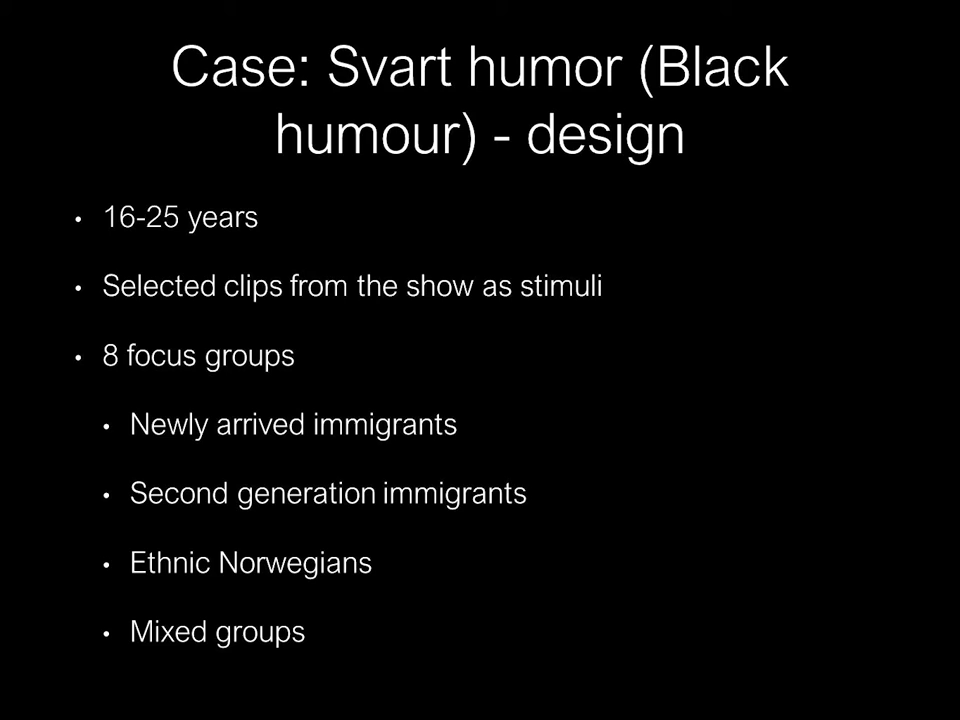 Case: Svart humor (Black
humour) - design
• 16-25 years
• Selected clips from the show as stimuli
• 8 focus groups
• Newly arrived immigrants
• Second generation immigrants
• Ethnic Norwegians
• Mixed groups